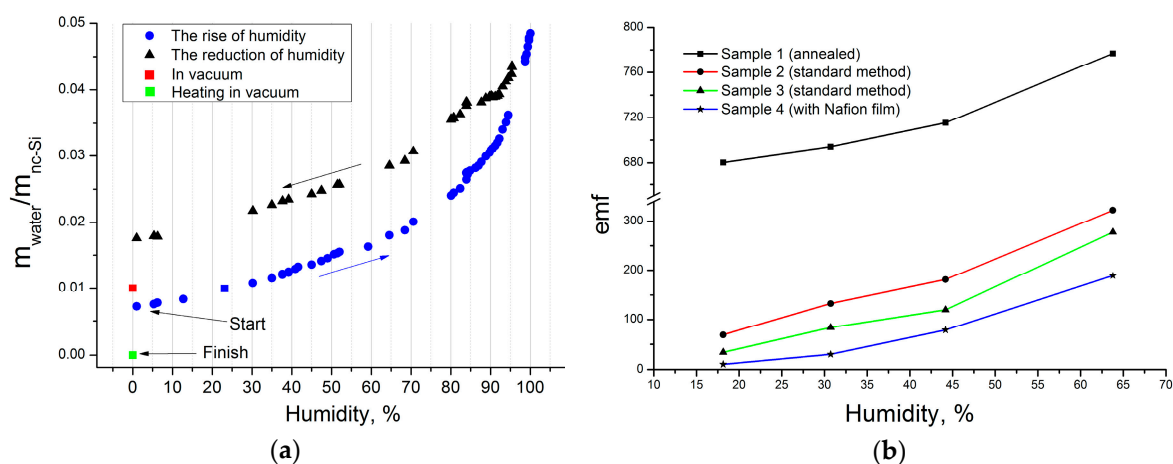 0.05
0.04
0.03
0.02
0.01
0.00
m_water/m_nc-Si
The rise of humidity
The reduction of humidity
In vacuum
Heating in vacuum
Start
Finish
0 10 20 30 40 50 60 70 80 90 100
Humidity, %
(a)
800
760
720
680
300
200
100
0
emf
Sample 1 (annealed)
Sample 2 (standard method)
Sample 3 (standard method)
Sample 4 (with Nafion film)
10 15 20 25 30 35 40 45 50 55 60 65 70
Humidity, %
(b)